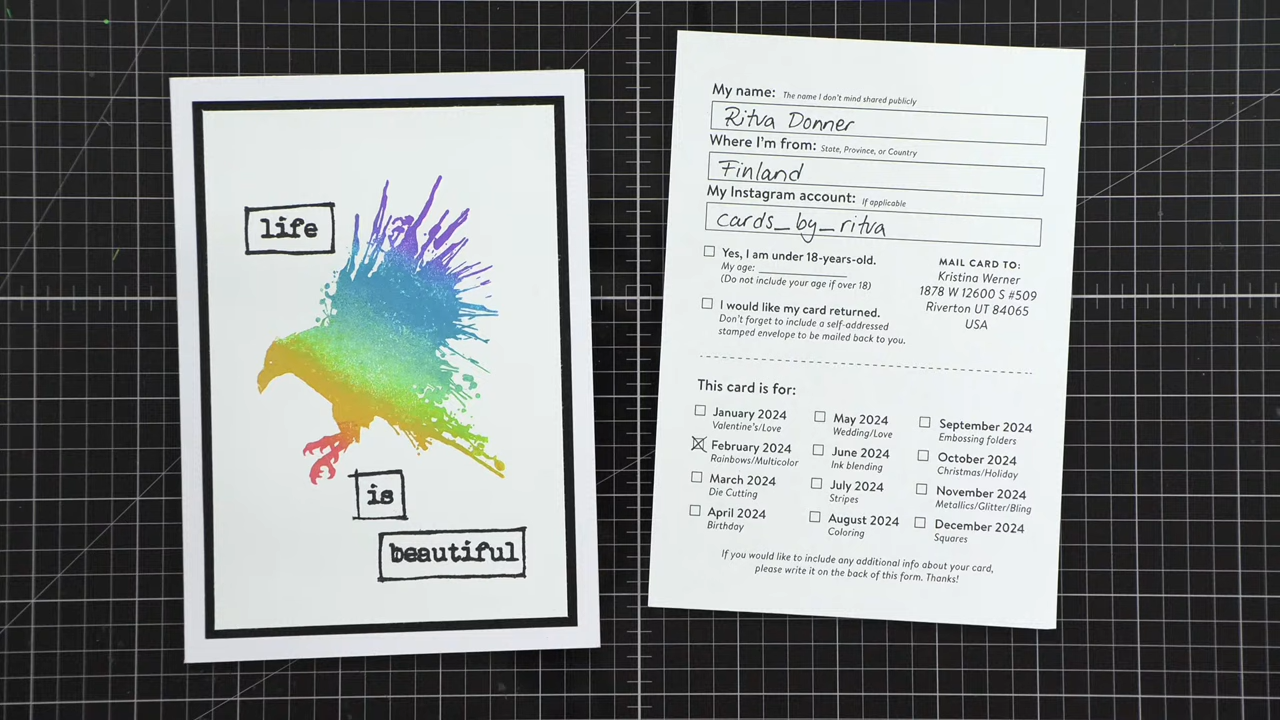 life
is
beautiful
My name: The name I don't mind shared publicly
Ritva Donner
Where I'm from: State, Province, or Country
Finland
My Instagram account: If applicable
cards_by_ritva
Yes, I am under 18-years-old.
My age: ____________
(Do not include your age if over 18)
I would like my card returned.
Don't forget to include a self-addressed
stamped envelope to be mailed back to you.
MAIL CARD TO:
Kristina Werner
1878 W 12600 S #509
Riverton UT 84065
USA
This card is for:
January 2024
Valentine's/Love
February 2024
Rainbows/Multicolor
March 2024
Die Cutting
April 2024
Birthday
May 2024
Wedding/Love
June 2024
Ink blending
July 2024
Stripes
August 2024
Coloring
September 2024
Embossing folders
October 2024
Christmas/Holiday
November 2024
Metallics/Glitter/Bling
December 2024
Squares
If you would like to include any additional info about your card,
please write it on the back of this form. Thanks!